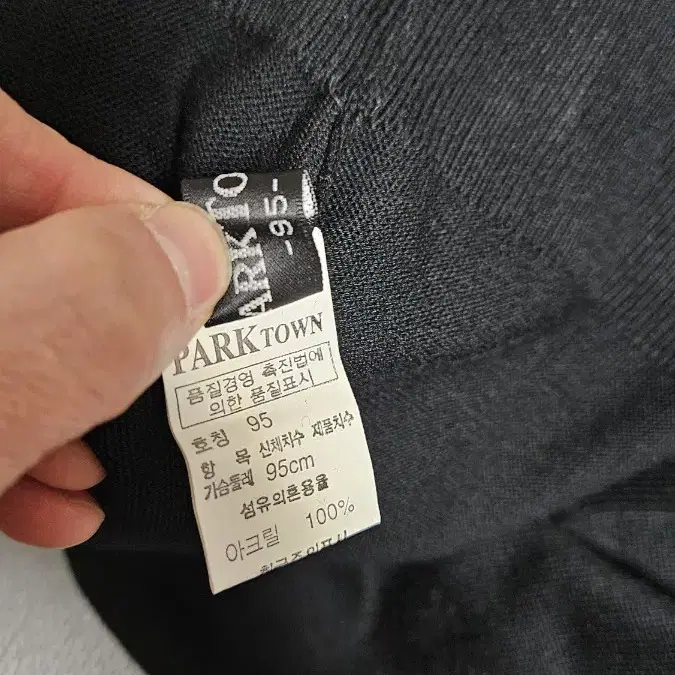 ARKTO
-95-
PARK TOWN
품질경영 촉진법에
의한 품질표시
호칭 95
항 목 신체치수 제품치수
가슴둘레 95cm
섬유의혼용율
아크릴 100%